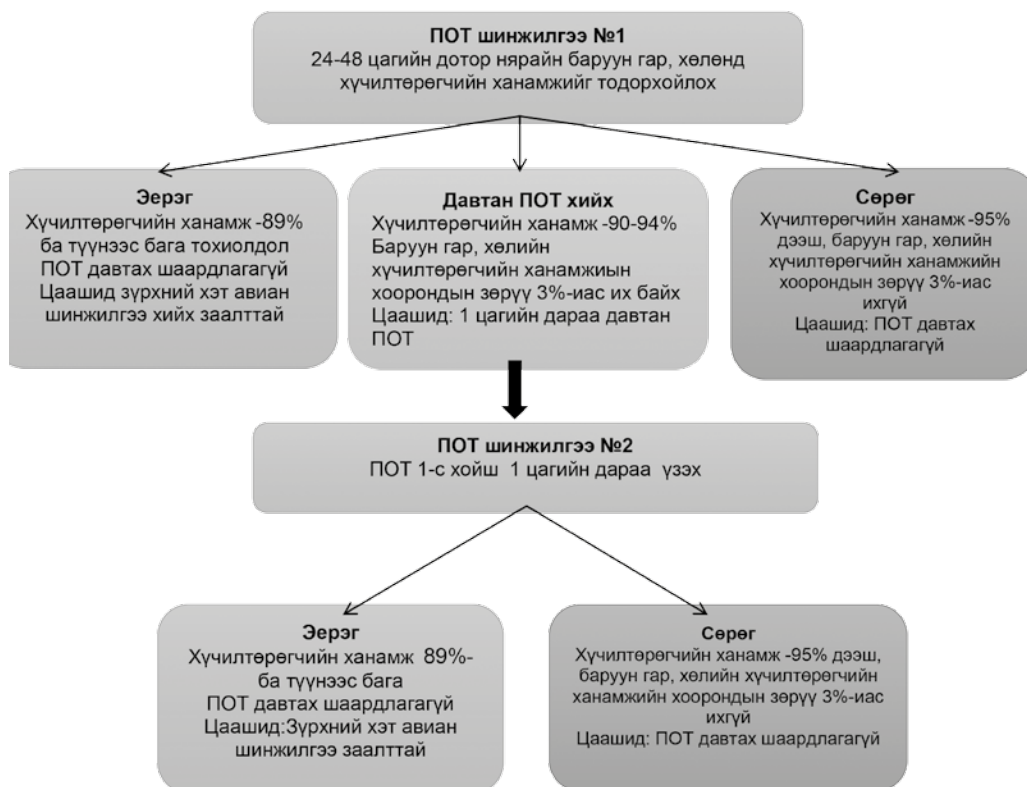 ПОТ шинжилгээ №1
24-48 цагийн дотор нярайн баруун гар, хөлөнд
хүчилтөрөгчийн ханамжийг тодорхойлох
Эерэг
Хүчилтөрөгчийн ханамж -89%
ба түүнээс бага тохиолдол
ПОТ давтах шаардлагагүй
Цаашид зүрхний хэт авиан
шинжилгээ хийх заалттай
Давтан ПОТ хийх
Хүчилтөрөгчийн ханамж -90-94%
Баруун гар, хөлийн
хүчилтөрөгчийн ханамжиын
хоорондын зөрүү 3%-иас их байх
Цаашид: 1 цагийн дараа давтан
ПОТ
Сөрөг
Хүчилтөрөгчийн ханамж -95%
дээш, баруун гар, хөлийн
хүчилтөрөгчийн ханамжийн
хоорондын зөрүү 3%-иас
ихгүй
Цаашид: ПОТ давтах
шаардлагагүй
ПОТ шинжилгээ №2
ПОТ 1-с хойш 1 цагийн дараа үзэх
Эерэг
Хүчилтөрөгчийн ханамж 89%-
ба түүнээс бага
ПОТ давтах шаардлагагүй
Цаашид:Зүрхний хэт авиан
шинжилгээ заалттай
Сөрөг
Хүчилтөрөгчийн ханамж -95% дээш,
баруун гар, хөлийн хүчилтөрөгчийн
ханамжийн хоорондын зөрүү 3%-иас
ихгүй
Цаашид: ПОТ давтах шаардлагагүй